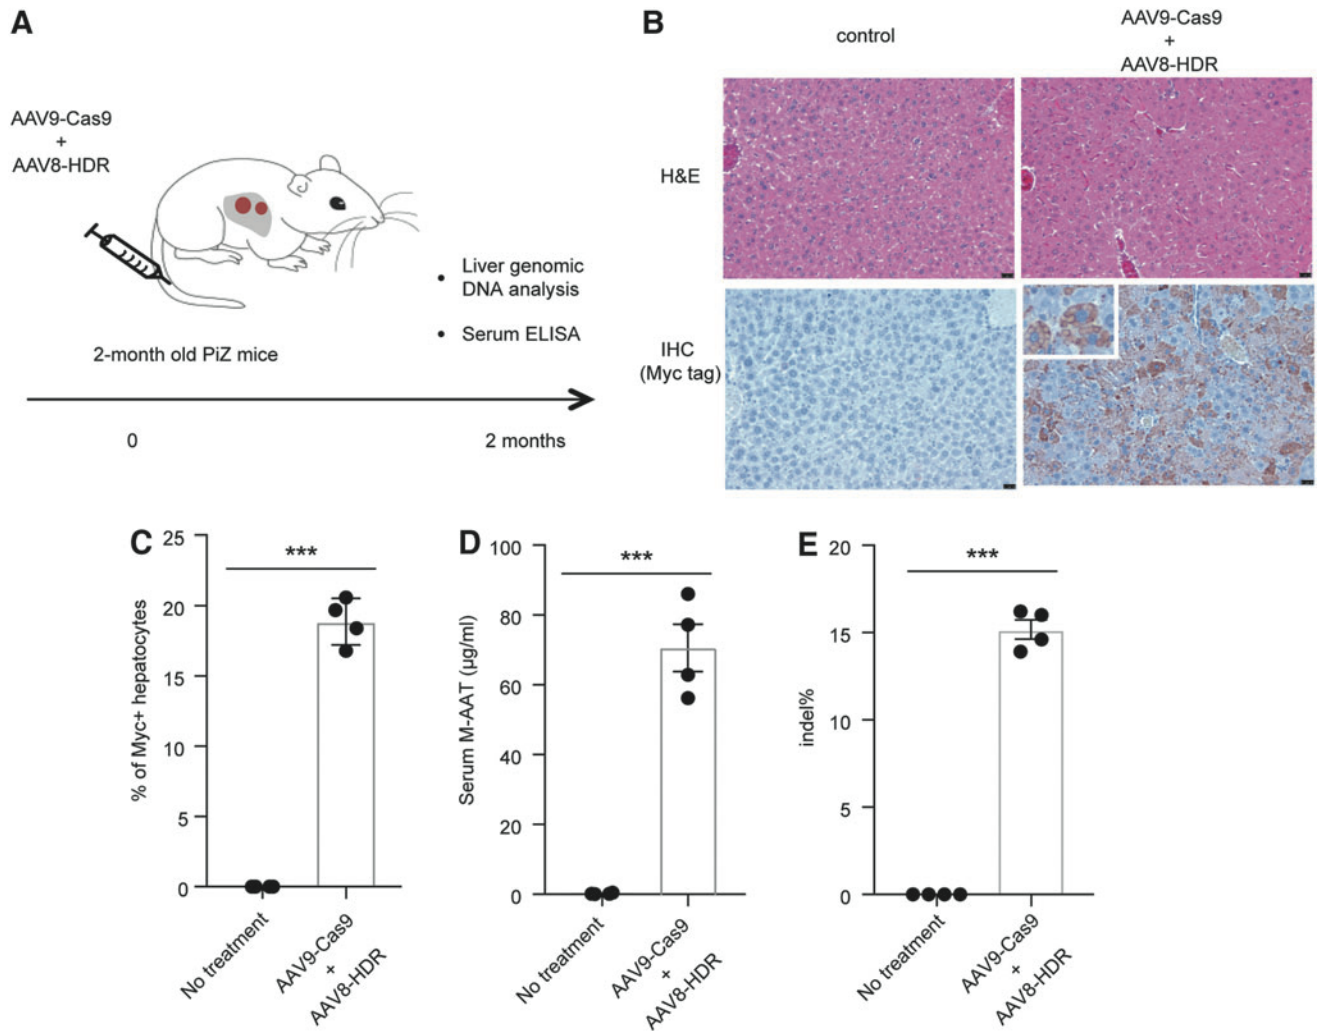 A
AAV9-Cas9
+
AAV8-HDR
• Liver genomic
DNA analysis
• Serum ELISA
2-month old PiZ mice
0
2 months
B
control
AAV9-Cas9
+
AAV8-HDR
H&E
IHC
(Myc tag)
C
% of Myc+ hepatocytes
25
20
15
10
5
0
***
No treatment
AAV9-Cas9
+
AAV8-HDR
D
Serum M-AAT (µg/ml)
100
80
60
40
20
0
***
No treatment
AAV9-Cas9
+
AAV8-HDR
E
indel%
20
15
10
5
0
***
No treatment
AAV9-Cas9
+
AAV8-HDR